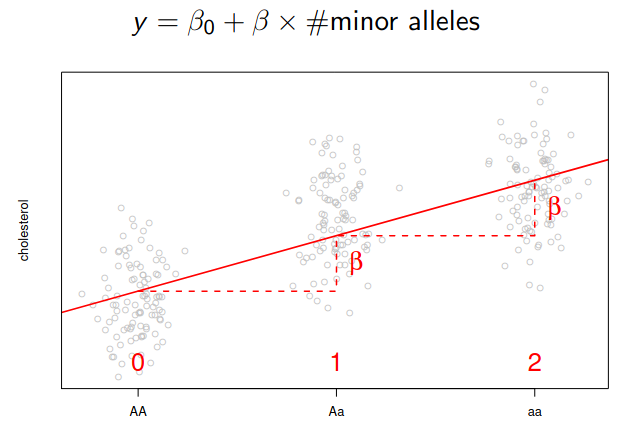 y = β₀ + β × #minor alleles
cholesterol
β
β
0 1 2
AA Aa aa